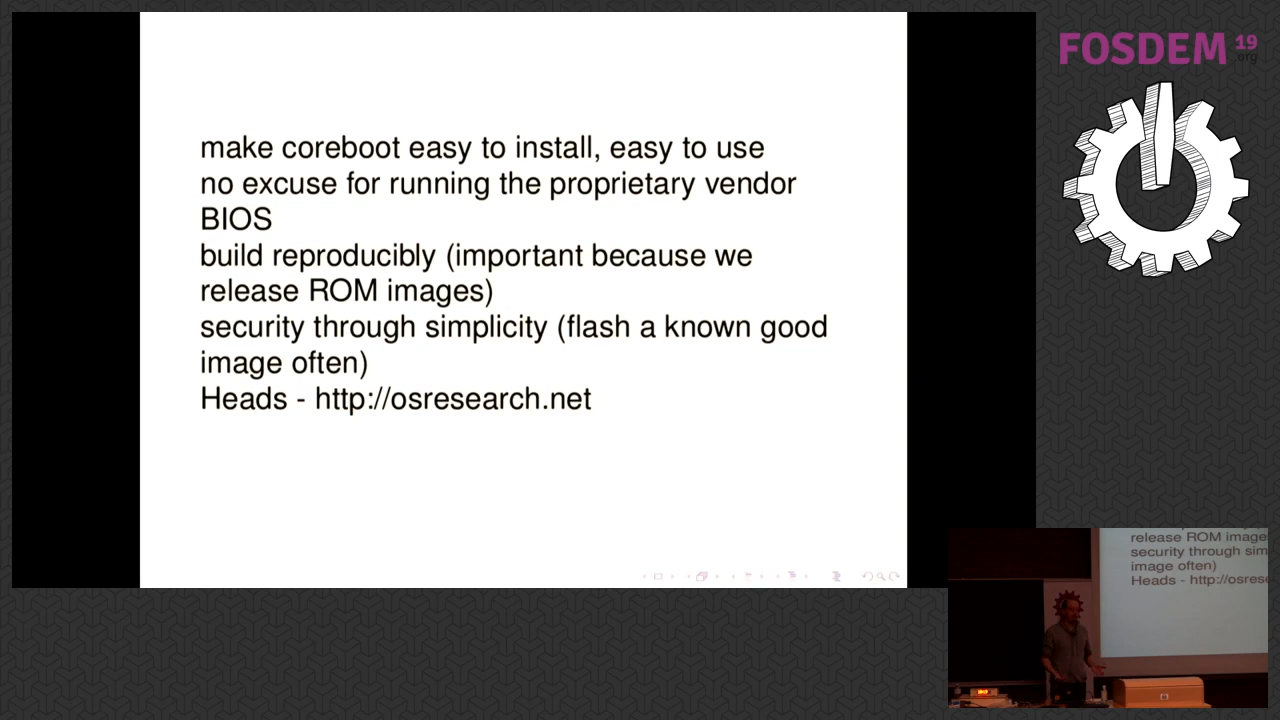 make coreboot easy to install, easy to use
no excuse for running the proprietary vendor
BIOS
build reproducibly (important because we
release ROM images)
security through simplicity (flash a known good
image often)
Heads - http://osresearch.net
FOSDEM 19
.org
release ROM image
security through sim
image often)
Heads - http://osres